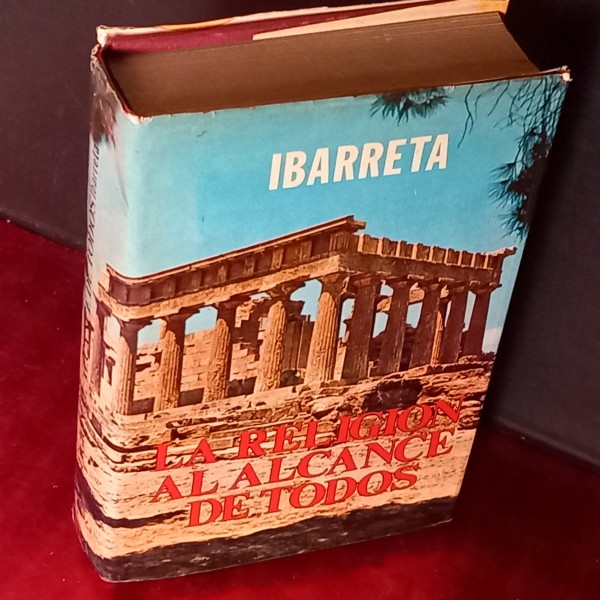 IBARRETA
LA RELIGION
AL ALCANCE
DE TODOS